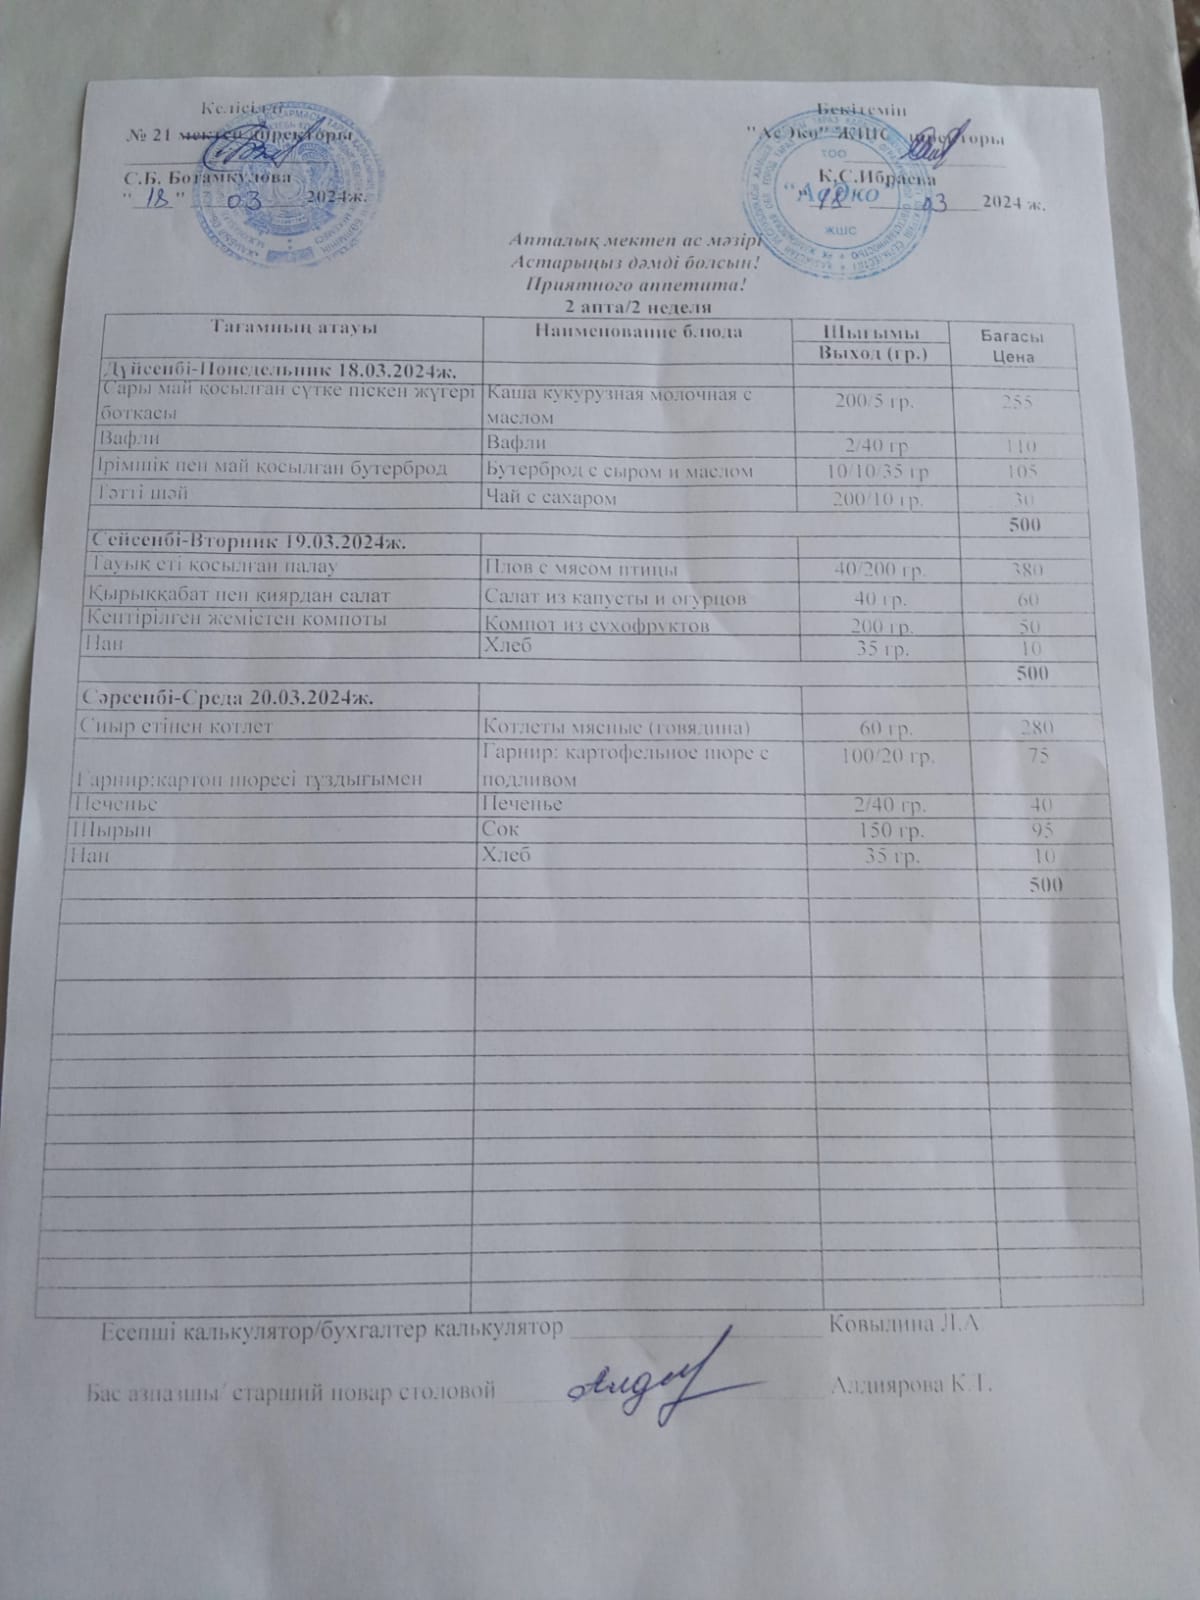 Келісілді Бекітемін
№ 21 мектеп директоры "АсЭко" ЖШС директоры
С.Б. Ботамкулова К.С.Ибраева
"18" 03 2024ж. 18 03 2024 ж.
ТОО
"АсЭко"
ЖШС
Апталық мектеп ас мәзірі
Астарыңыз дәмді болсын!
Приятного аппетита!
2 апта/2 неделя
Тағамның атауы Наименование блюда Шығымы Бағасы
Выход (гр.) Цена
Дүйсенбі-Понедельник 18.03.2024ж.
Сары май қосылған сүтке піскен жүгері Каша кукурузная молочная с 200/5 гр. 255
ботқасы маслом
Вафли Вафли 2/40 гр 110
Ірімшік пен май қосылған бутерброд Бутерброд с сыром и маслом 10/10/35 гр 105
Тәтті шәй Чай с сахаром 200/10 гр. 30
500
Сейсенбі-Вторник 19.03.2024ж.
Тауық еті қосылған палау Плов с мясом птицы 40/200 гр. 380
Қырыққабат пен қиярдан салат Салат из капусты и огурцов 40 гр. 60
Кептірілген жемістен компоты Компот из сухофруктов 200 гр. 50
Нан Хлеб 35 гр. 10
500
Сәрсенбі-Среда 20.03.2024ж.
Сиыр етінен котлет Котлеты мясные (говядина) 60 гр. 280
Гарнир: картофельное пюре с 100/20 гр. 75
Гарнир:картоп пюресі тұздығымен подливом
Печенье Печенье 2/40 гр. 40
Шырын Сок 150 гр. 95
Нан Хлеб 35 гр. 10
500
Есепші калькулятор/бухгалтер калькулятор Ковылина Л.А
Бас аспазшы/ старший повар столовой Алдиярова К.Т.